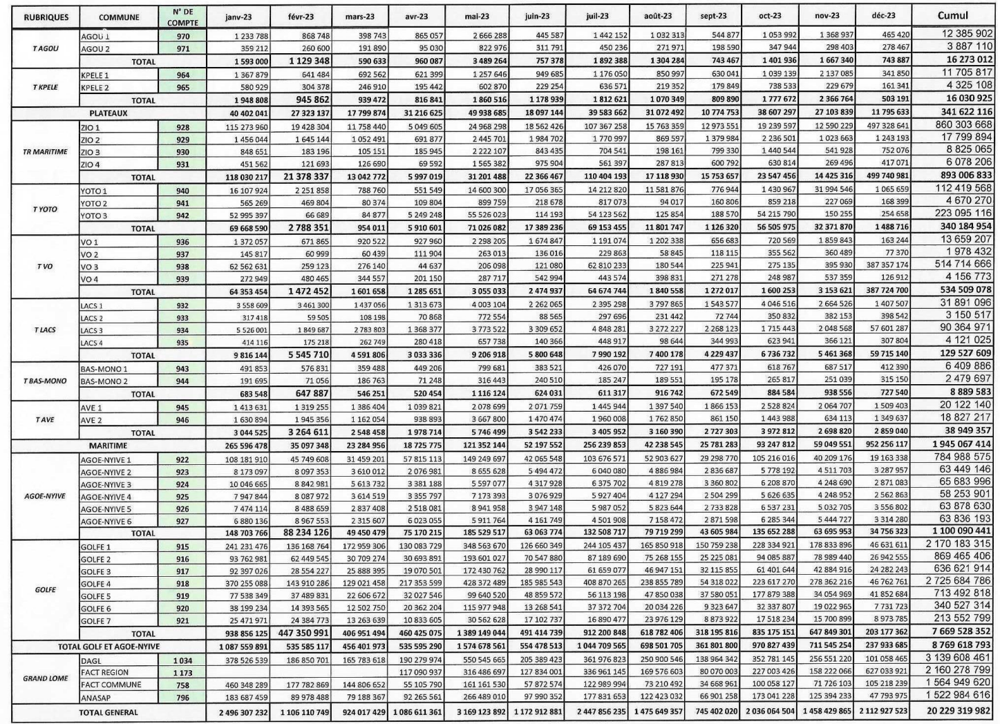 RUBRIQUES COMMUNE N° DE COMPTE janv-23 févr-23 mars-23 avr-23 mai-23 juin-23 juil-23 août-23 sept-23 oct-23 nov-23 déc-23 Cumul
T AGOU AGOU 1 970 1 233 788 868 748 398 743 865 057 2 666 288 445 587 1 442 152 1 032 313 544 877 1 053 992 1 368 937 465 420 12 385 902
AGOU 2 971 359 212 260 600 191 890 95 030 822 976 311 791 450 236 271 971 198 590 347 944 298 403 278 467 3 887 110
TOTAL 1 593 000 1 129 348 590 633 960 087 3 489 264 757 378 1 892 388 1 304 284 743 467 1 401 936 1 667 340 743 887 16 273 012
T KPELE KPELE 1 964 1 367 879 641 484 692 562 621 399 1 257 646 949 685 1 176 050 850 997 630 041 1 039 139 2 137 085 341 850 11 705 817
KPELE 2 965 580 929 304 378 246 910 195 442 602 870 229 254 636 571 219 352 179 849 738 533 229 679 161 341 4 325 108
TOTAL 1 948 808 945 862 939 472 816 841 1 860 516 1 178 939 1 812 621 1 070 349 809 890 1 777 672 2 366 764 503 191 16 030 925
PLATEAUX 40 402 041 27 323 137 17 799 874 31 216 625 49 938 685 18 097 144 39 583 662 31 072 492 10 774 753 38 607 297 27 103 839 11 795 633 341 622 116
TR MARITIME ZIO 1 928 115 273 960 19 428 304 11 758 440 5 049 605 24 968 298 18 562 426 107 367 258 15 763 359 12 973 551 19 239 597 12 590 229 497 328 641 860 303 668
ZIO 2 929 1 456 044 1 645 144 1 052 491 691 877 2 445 701 1 984 702 1 770 997 869 597 1 379 984 2 236 501 1 023 663 1 243 193 17 799 894
ZIO 3 930 848 651 183 196 105 151 185 945 2 222 107 843 435 704 541 198 161 799 330 1 440 544 541 928 752 076 8 825 065
ZIO 4 931 451 562 121 693 126 690 69 592 1 565 382 975 904 561 397 287 813 600 792 630 814 269 496 417 071 6 078 206
TOTAL 118 030 217 21 378 337 13 042 772 5 997 019 31 201 488 22 366 467 110 404 193 17 118 930 15 753 657 23 547 456 14 425 316 499 740 981 893 006 833
T YOTO YOTO 1 940 16 107 924 2 251 858 788 760 551 549 14 600 300 17 056 365 14 212 820 11 581 876 776 944 1 430 967 31 994 546 1 065 659 112 419 568
YOTO 2 941 565 269 469 804 80 374 109 804 899 759 218 678 817 073 94 017 160 806 859 218 227 069 168 399 4 670 270
YOTO 3 942 52 995 397 66 689 84 877 5 249 248 55 526 023 114 193 54 123 562 125 854 188 570 54 215 790 150 255 254 658 223 095 116
TOTAL 69 668 590 2 788 351 954 011 5 910 601 71 026 082 17 389 236 69 153 455 11 801 747 1 126 320 56 505 975 32 371 870 1 488 716 340 184 954
T VO VO 1 936 1 372 057 671 865 920 522 927 960 2 298 205 1 674 847 1 191 074 1 202 338 656 683 720 569 1 859 843 163 244 13 659 207
VO 2 937 145 817 60 999 60 439 111 904 263 013 136 016 229 863 58 845 118 115 355 562 360 489 77 370 1 978 432
VO 3 938 62 562 631 259 123 276 140 44 637 206 098 121 080 62 810 233 180 544 225 941 275 135 395 930 387 357 174 514 714 666
VO 4 939 272 949 480 465 344 557 201 150 287 717 542 994 443 574 398 831 271 278 248 987 537 359 126 912 4 156 773
TOTAL 64 353 454 1 472 452 1 601 658 1 285 651 3 055 033 2 474 937 64 674 744 1 840 558 1 272 017 1 600 253 3 153 621 387 724 700 534 509 078
T LACS LACS 1 932 3 558 609 3 461 300 1 437 056 1 313 673 4 003 104 2 262 065 2 395 298 3 797 865 1 543 577 4 046 516 2 664 526 1 407 507 31 891 096
LACS 2 933 317 418 59 505 108 198 70 868 772 554 88 565 297 696 231 442 72 744 350 832 382 153 398 542 3 150 517
LACS 3 934 5 526 001 1 849 687 2 783 803 1 368 377 3 773 522 3 309 652 4 848 281 3 272 227 2 268 123 1 715 443 2 048 568 57 601 287 90 364 971
LACS 4 935 414 116 175 218 262 749 280 418 657 738 140 366 448 917 98 644 344 993 623 941 366 121 307 804 4 121 025
TOTAL 9 816 144 5 545 710 4 591 806 3 033 336 9 206 918 5 800 648 7 990 192 7 400 178 4 229 437 6 736 732 5 461 368 59 715 140 129 527 609
T BAS-MONO BAS-MONO 1 943 491 853 576 831 359 488 449 206 799 681 383 521 426 070 727 191 477 371 618 767 687 517 412 390 6 409 886
BAS-MONO 2 944 191 695 71 056 186 763 71 248 316 443 240 510 185 247 189 551 195 178 265 817 251 039 315 150 2 479 697
TOTAL 683 548 647 887 546 251 520 454 1 116 124 624 031 611 317 916 742 672 549 884 584 938 556 727 540 8 889 583
T AVE AVE 1 945 1 413 631 1 319 255 1 386 404 1 039 821 2 078 699 2 071 759 1 445 944 1 397 540 1 866 153 2 528 824 2 064 707 1 509 403 20 122 140
AVE 2 946 1 630 894 1 945 356 1 162 054 938 893 3 667 800 1 470 474 1 960 008 1 762 850 861 150 1 443 988 634 113 1 349 637 18 827 217
TOTAL 3 044 525 3 264 611 2 548 458 1 978 714 5 746 499 3 542 233 3 405 952 3 160 390 2 727 303 3 972 812 2 698 820 2 859 040 38 949 357
MARITIME 265 596 478 35 097 348 23 284 956 18 725 775 121 352 144 52 197 552 256 239 853 42 238 545 25 781 283 93 247 812 59 049 551 952 256 117 1 945 067 414
AGOE-NYIVE AGOE-NYIVE 1 922 108 181 910 45 749 608 31 459 201 57 815 113 149 249 697 42 065 548 103 676 571 52 903 627 29 298 770 105 216 016 40 209 176 19 163 338 784 988 575
AGOE-NYIVE 2 923 8 173 097 8 097 353 3 610 012 2 076 981 8 655 628 5 494 472 6 040 080 4 886 984 2 836 687 5 778 192 4 511 703 3 287 957 63 449 146
AGOE-NYIVE 3 924 10 046 665 8 842 981 5 613 732 3 381 188 5 597 077 4 317 928 6 375 702 4 819 278 3 360 802 6 208 870 4 248 690 2 871 083 65 683 996
AGOE-NYIVE 4 925 7 947 844 8 087 972 3 614 519 3 355 797 7 173 393 3 076 929 5 927 404 4 127 294 2 504 299 5 626 635 4 248 952 2 562 863 58 253 901
AGOE-NYIVE 5 926 7 474 114 8 488 659 2 837 408 2 518 081 8 941 958 3 947 148 5 987 052 5 823 644 2 733 828 6 537 231 5 032 705 3 556 802 63 878 630
AGOE-NYIVE 6 927 6 880 136 8 967 553 2 315 607 6 023 055 5 911 764 4 161 749 4 501 908 7 158 472 2 871 598 6 285 344 5 444 727 3 314 280 63 836 193
TOTAL 148 703 766 88 234 126 49 450 479 75 170 215 185 529 517 63 063 774 132 508 717 79 719 299 43 605 984 135 652 288 63 695 953 34 756 323 1 100 090 441
GOLFE GOLFE 1 915 241 231 476 136 168 764 172 959 306 130 083 729 348 563 670 126 660 349 244 105 437 165 850 918 150 759 238 228 334 921 178 833 896 46 631 611 2 170 183 315
GOLFE 2 916 93 762 981 62 449 545 30 709 274 30 693 891 193 601 027 70 547 880 87 189 690 75 268 155 25 225 081 94 085 887 78 989 440 26 942 555 869 465 406
GOLFE 3 917 92 397 026 28 554 227 25 888 395 19 070 501 172 430 762 28 990 117 61 659 077 46 947 151 32 115 855 61 401 644 42 884 916 24 282 243 636 621 914
GOLFE 4 918 370 255 088 143 910 286 129 021 458 217 353 599 428 372 489 185 985 543 408 870 265 238 855 789 54 318 022 223 617 270 278 362 216 46 762 761 2 725 684 786
GOLFE 5 919 77 538 349 37 489 831 22 606 672 32 027 546 99 640 520 48 859 572 56 113 198 47 850 038 37 580 051 177 879 388 34 054 969 41 852 684 713 492 818
GOLFE 6 920 38 199 234 14 393 565 12 502 750 20 362 204 115 977 948 13 268 541 37 372 704 20 034 226 9 323 647 32 337 807 19 022 965 7 731 723 340 527 314
GOLFE 7 921 25 471 971 24 384 773 13 263 639 10 833 605 30 562 628 17 102 737 16 890 477 23 976 129 8 873 922 17 518 234 15 700 899 8 973 785 213 552 799
TOTAL 938 856 125 447 350 991 406 951 494 460 425 075 1 389 149 044 491 414 739 912 200 848 618 782 406 318 195 816 835 175 151 647 849 301 203 177 362 7 669 528 352
TOTAL GOLF ET AGOE-NYIVE 1 087 559 891 535 585 117 456 401 973 535 595 290 1 574 678 561 554 478 513 1 044 709 565 698 501 705 361 801 800 970 827 439 711 545 254 237 933 685 8 769 618 793
GRAND LOME DAGL 1 034 378 526 539 186 850 701 165 783 618 190 279 974 550 545 665 205 389 423 361 976 823 250 900 546 138 964 342 352 781 145 256 551 220 101 058 465 3 139 608 461
FACT REGION 1 173 117 090 937 316 486 697 127 834 001 336 961 145 169 576 603 80 070 003 227 003 426 158 222 066 627 033 921 2 160 278 799
FACT COMMUNE 758 460 348 289 177 782 869 144 806 652 55 105 790 161 161 530 57 872 574 122 989 994 73 210 492 34 668 961 100 058 127 71 726 103 105 218 239 1 564 949 620
ANASAP 796 183 687 459 89 978 488 79 188 367 92 265 561 266 489 010 97 990 352 177 831 653 122 423 032 66 901 258 173 041 228 125 394 233 47 793 975 1 522 984 616
TOTAL GENERAL 2 496 307 232 1 106 110 749 924 017 429 1 086 611 361 3 169 123 892 1 172 912 881 2 447 856 235 1 475 649 357 745 402 020 2 036 064 504 1 458 429 865 2 112 927 523 20 229 319 982